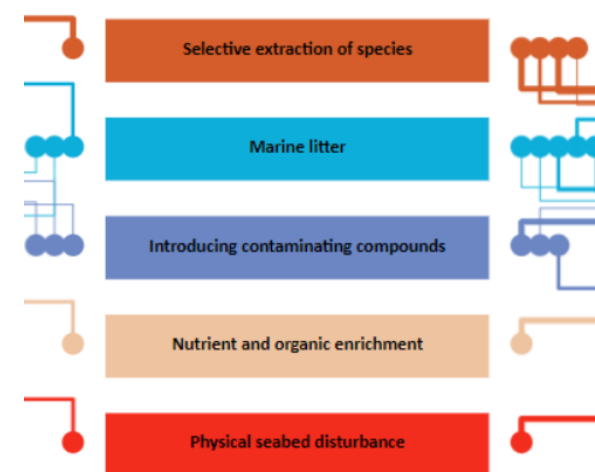 Selective extraction of species
Marine litter
Introducing contaminating compounds
Nutrient and organic enrichment
Physical seabed disturbance